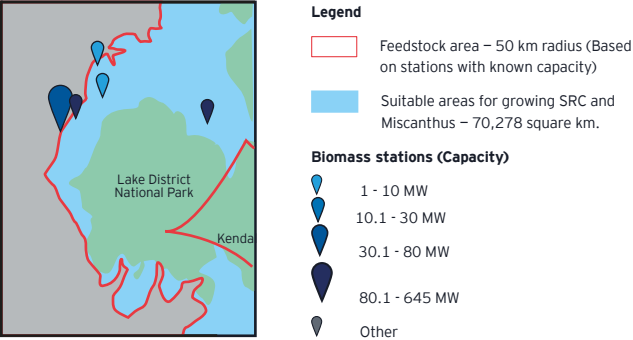 Lake District
National Park
Kenda
Legend
Feedstock area – 50 km radius (Based
on stations with known capacity)
Suitable areas for growing SRC and
Miscanthus – 70,278 square km.
Biomass stations (Capacity)
1 - 10 MW
10.1 - 30 MW
30.1 - 80 MW
80.1 - 645 MW
Other